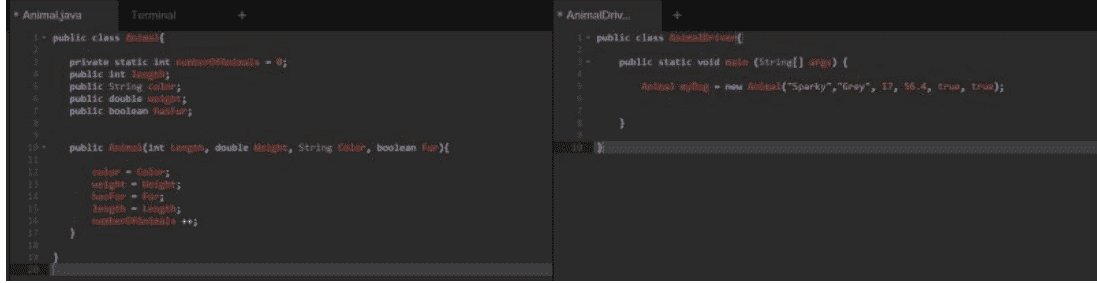 * Animal.java Terminal +
1 public class Animal{
2
3 private static int numberOfAnimals = 0;
4 public int length;
5 public String color;
6 public double weight;
7 public boolean hasFur;
8
9
10 public Animal(int Length, double Weight, String Color, boolean Fur){
11
12 color = Color;
13 weight = Weight;
14 hasFur = Fur;
15 length = Length;
16 numberOfAnimals ++;
17 }
18
19 }
20
* AnimalDriv... +
1 public class AnimalDriver{
2
3 public static void main (String[] args) {
4
5 Animal myDog = new Animal("Sparky","Grey", 17, 56.4, true, true);
6
7
8 }
9
10 }